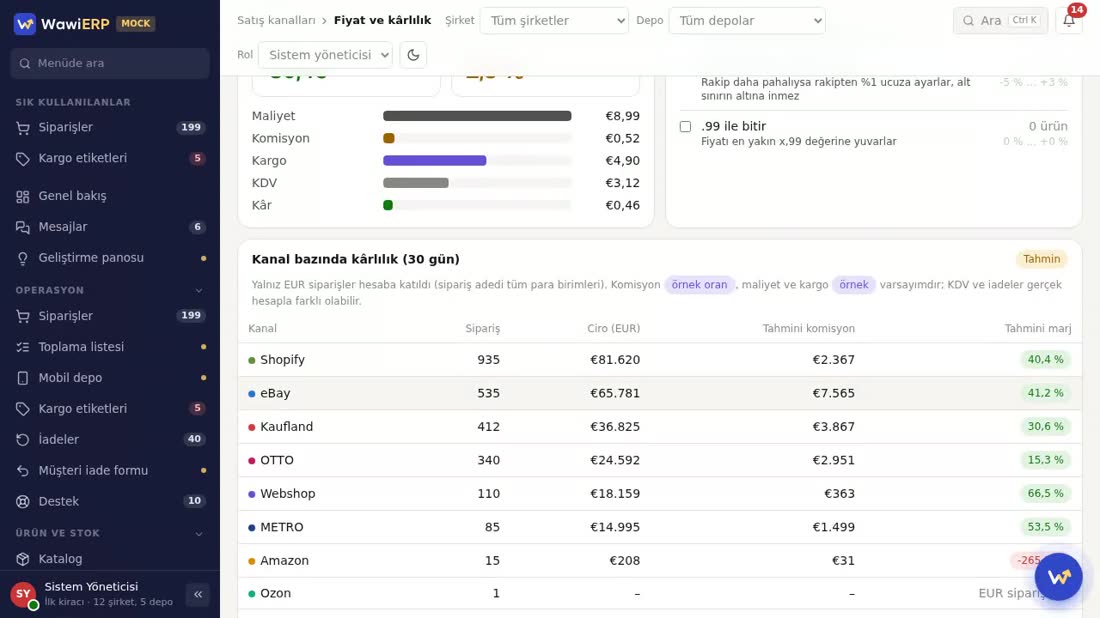 WawiERP MOCK
Menüde ara
SIK KULLANILANLAR
Siparişler 199
Kargo etiketleri 5
Genel bakış
Mesajlar 6
Geliştirme panosu
OPERASYON
Siparişler 199
Toplama listesi
Mobil depo
Kargo etiketleri 5
İadeler 40
Müşteri iade formu
Destek 10
ÜRÜN VE STOK
Katalog
SY Sistem Yöneticisi
İlk kiracı · 12 şirket, 5 depo
Satış kanalları › Fiyat ve kârlılık Şirket Tüm şirketler Depo Tüm depolar Ara Ctrl K 14
Rol Sistem yöneticisi
Maliyet €8,99
Komisyon €0,52
Kargo €4,90
KDV €3,12
Kâr €0,46
Rakip daha pahalıysa rakipten %1 ucuza ayarlar, alt sınırın altına inmez -5 % ... +3 %
.99 ile bitir 0 ürün
Fiyatı en yakın x,99 değerine yuvarlar 0 % ... +0 %
Kanal bazında kârlılık (30 gün) Tahmin
Yalnız EUR siparişler hesaba katıldı (sipariş adedi tüm para birimleri). Komisyon örnek oran, maliyet ve kargo örnek varsayımdır; KDV ve iadeler gerçek
hesapla farklı olabilir.
Kanal Sipariş Ciro (EUR) Tahmini komisyon Tahmini marj
Shopify 935 €81.620 €2.367 40,4 %
eBay 535 €65.781 €7.565 41,2 %
Kaufland 412 €36.825 €3.867 30,6 %
OTTO 340 €24.592 €2.951 15,3 %
Webshop 110 €18.159 €363 66,5 %
METRO 85 €14.995 €1.499 53,5 %
Amazon 15 €208 €31
Ozon 1 – – EUR